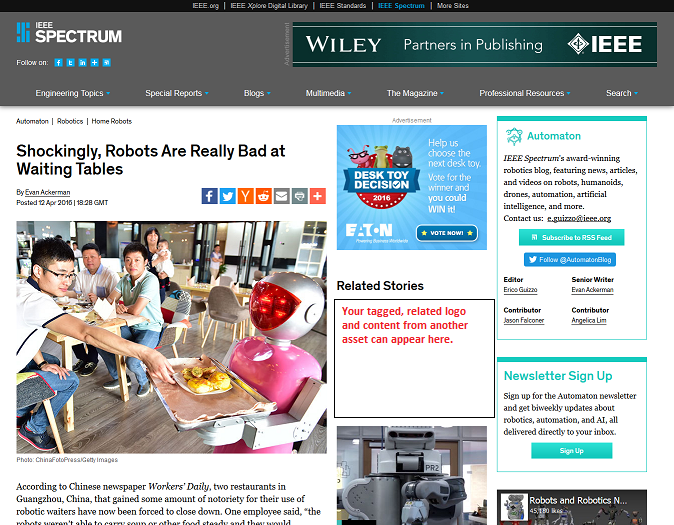 IEEE.org | IEEE Xplore Digital Library | IEEE Standards | IEEE Spectrum | More Sites
IEEE
SPECTRUM
Follow on:
Advertisement
WILEY Partners in Publishing IEEE
Engineering Topics Special Reports Blogs Multimedia The Magazine Professional Resources Search
Automaton | Robotics | Home Robots
Shockingly, Robots Are Really Bad at
Waiting Tables
By Evan Ackerman
Posted 12 Apr 2016 | 18:28 GMT
Photo: ChinaFotoPress/Getty Images
According to Chinese newspaper Workers' Daily, two restaurants in
Guangzhou, China, that gained some amount of notoriety for their use of
robotic waiters have now been forced to close down. One employee said, "the
robots weren't able to carry soup or other food steady and they would
Advertisement
Help us
choose the
next desk toy.
DESK TOY
DECISION
2016
Vote for the
winner and
you could
WIN it!
EATON
Powering Business Worldwide
VOTE NOW!
Related Stories
Your tagged, related logo
and content from another
asset can appear here.
PR2
Automaton
IEEE Spectrum's award-winning
robotics blog, featuring news, articles,
and videos on robots, humanoids,
drones, automation, artificial
intelligence, and more.
Contact us: e.guizzo@ieee.org
Subscribe to RSS Feed
Follow @AutomatonBlog
Editor Senior Writer
Erico Guizzo Evan Ackerman
Contributor Contributor
Jason Falconer Angelica Lim
Newsletter Sign Up
Sign up for the Automaton newsletter
and get biweekly updates about
robotics, automation, and AI, all
delivered directly to your inbox.
Sign Up
Robots and Robotics N...
likes